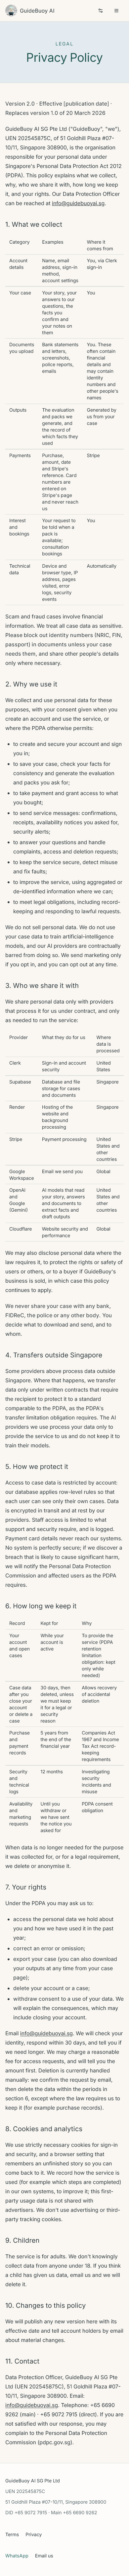 GuideBuoy AI
LEGAL
Privacy Policy
Version 2.0 · Effective [publication date] ·
Replaces version 1.0 of 20 March 2026
GuideBuoy AI SG Pte Ltd ("GuideBuoy", "we"),
UEN 202545875C, of 51 Goldhill Plaza #07-
10/11, Singapore 308900, is the organisation
responsible for your personal data under
Singapore's Personal Data Protection Act 2012
(PDPA). This policy explains what we collect,
why, who we share it with, how long we keep
it, and your rights. Our Data Protection Officer
can be reached at info@guidebuoyai.sg.
1. What we collect
Category Examples Where it
comes from
Account Name, email You, via Clerk
details address, sign-in sign-in
method,
account settings
Your case Your story, your You
answers to our
questions, the
facts you
confirm and
your notes on
them
Documents Bank statements You. These
you upload and letters, often contain
screenshots, financial
police reports, details and
emails may contain
identity
numbers and
other people's
names
Outputs The evaluation Generated by
and the packs us from your
we generate, and case
the record of
which facts they
used
Payments Purchase, Stripe
amount, date
and Stripe's
reference. Card
numbers are
entered on
Stripe's page
and never reach
us
Interest Your request to You
and be told when a
bookings pack is
available;
consultation
bookings
Technical Device and Automatically
data browser type, IP
address, pages
visited, error
logs, security
events
Scam and fraud cases involve financial
information. We treat all case data as sensitive.
Please black out identity numbers (NRIC, FIN,
passport) in documents unless your case
needs them, and share other people's details
only where necessary.
2. Why we use it
We collect and use personal data for these
purposes, with your consent given when you
create an account and use the service, or
where the PDPA otherwise permits:
• to create and secure your account and sign
you in;
• to save your case, check your facts for
consistency and generate the evaluation
and packs you ask for;
• to take payment and grant access to what
you bought;
• to send service messages: confirmations,
receipts, availability notices you asked for,
security alerts;
• to answer your questions and handle
complaints, access and deletion requests;
• to keep the service secure, detect misuse
and fix faults;
• to improve the service, using aggregated or
de-identified information where we can;
• to meet legal obligations, including record-
keeping and responding to lawful requests.
We do not sell personal data. We do not use
your case data to train artificial-intelligence
models, and our AI providers are contractually
barred from doing so. We send marketing only
if you opt in, and you can opt out at any time.
3. Who we share it with
We share personal data only with providers
that process it for us under contract, and only
as needed to run the service:
Provider What they do for us Where
data is
processed
Clerk Sign-in and account United
security States
Supabase Database and file Singapore
storage for cases
and documents
Render Hosting of the Singapore
website and
background
processing
Stripe Payment processing United
States and
other
countries
Google Email we send you Global
Workspace
OpenAI AI models that read United
and your story, answers States and
Google and documents to other
(Gemini) extract facts and countries
draft outputs
Cloudflare Website security and Global
performance
We may also disclose personal data where the
law requires it, to protect the rights or safety of
users or others, or to a buyer if GuideBuoy's
business is sold, in which case this policy
continues to apply.
We never share your case with any bank,
FIDReC, the police or any other body. You
decide what to download and send, and to
whom.
4. Transfers outside Singapore
Some providers above process data outside
Singapore. Where that happens, we transfer
data only under written contracts that require
the recipient to protect it to a standard
comparable to the PDPA, as the PDPA's
transfer limitation obligation requires. The AI
providers are used only to the extent needed
to provide the service to us and do not keep it to
train their models.
5. How we protect it
Access to case data is restricted by account:
our database applies row-level rules so that
each user can see only their own cases. Data
is encrypted in transit and at rest by our
providers. Staff access is limited to what
support and security require, and is logged.
Payment card numbers never touch our servers.
No system is perfectly secure; if we discover a
breach that is likely to cause significant harm,
we will notify the Personal Data Protection
Commission and affected users as the PDPA
requires.
6. How long we keep it
Record Kept for Why
Your While your To provide the
account account is service (PDPA
and open active retention
cases limitation
obligation: kept
only while
needed)
Case data 30 days, then Allows recovery
after you deleted, unless of accidental
close your we must keep deletion
account it for a legal or
or delete a security
case reason
Purchase 5 years from Companies Act
and the end of the 1967 and Income
payment financial year Tax Act record-
records keeping
requirements
Security 12 months Investigating
and security
technical incidents and
logs misuse
Availability Until you PDPA consent
and withdraw or obligation
marketing we have sent
requests the notice you
asked for
When data is no longer needed for the purpose
it was collected for, or for a legal requirement,
we delete or anonymise it.
7. Your rights
Under the PDPA you may ask us to:
• access the personal data we hold about
you and how we have used it in the past
year;
• correct an error or omission;
• export your case (you can also download
your outputs at any time from your case
page);
• delete your account or a case;
• withdraw consent to a use of your data. We
will explain the consequences, which may
include closing your account.
Email info@guidebuoyai.sg. We will check your
identity, respond within 30 days, and tell you if
we need longer. We may charge a reasonable
fee for access requests, and will tell you the
amount first. Deletion is currently handled
manually: we confirm the request by email,
then delete the data within the periods in
section 6, except where the law requires us to
keep it (for example purchase records).
8. Cookies and analytics
We use strictly necessary cookies for sign-in
and security, and a browser setting that
remembers an unfinished story so you can
come back to it. We record how the service is
used (for example which steps are completed)
on our own systems, to improve it; this first-
party usage data is not shared with
advertisers. We don't use advertising or third-
party tracking cookies.
9. Children
The service is for adults. We don't knowingly
collect data from anyone under 18. If you think
a child has given us data, email us and we will
delete it.
10. Changes to this policy
We will publish any new version here with its
effective date and notify account holders by
email about material changes.
11. Contact
Data Protection Officer, GuideBuoy AI SG Pte
Ltd (UEN 202545875C), 51 Goldhill Plaza #07-
10/11, Singapore 308900. Email:
info@guidebuoyai.sg. Telephone: +65 6690
9262 (main) · +65 9072 7915 (direct). If you are
not satisfied with our response, you may
complain to the Personal Data Protection
Commission (pdpc.gov.sg).
GuideBuoy AI SG Pte Ltd
UEN 202545875C
51 Goldhill Plaza #07-10/11, Singapore 308900
DID +65 9072 7915 · Main +65 6690 9262
Terms Privacy
WhatsApp Email us